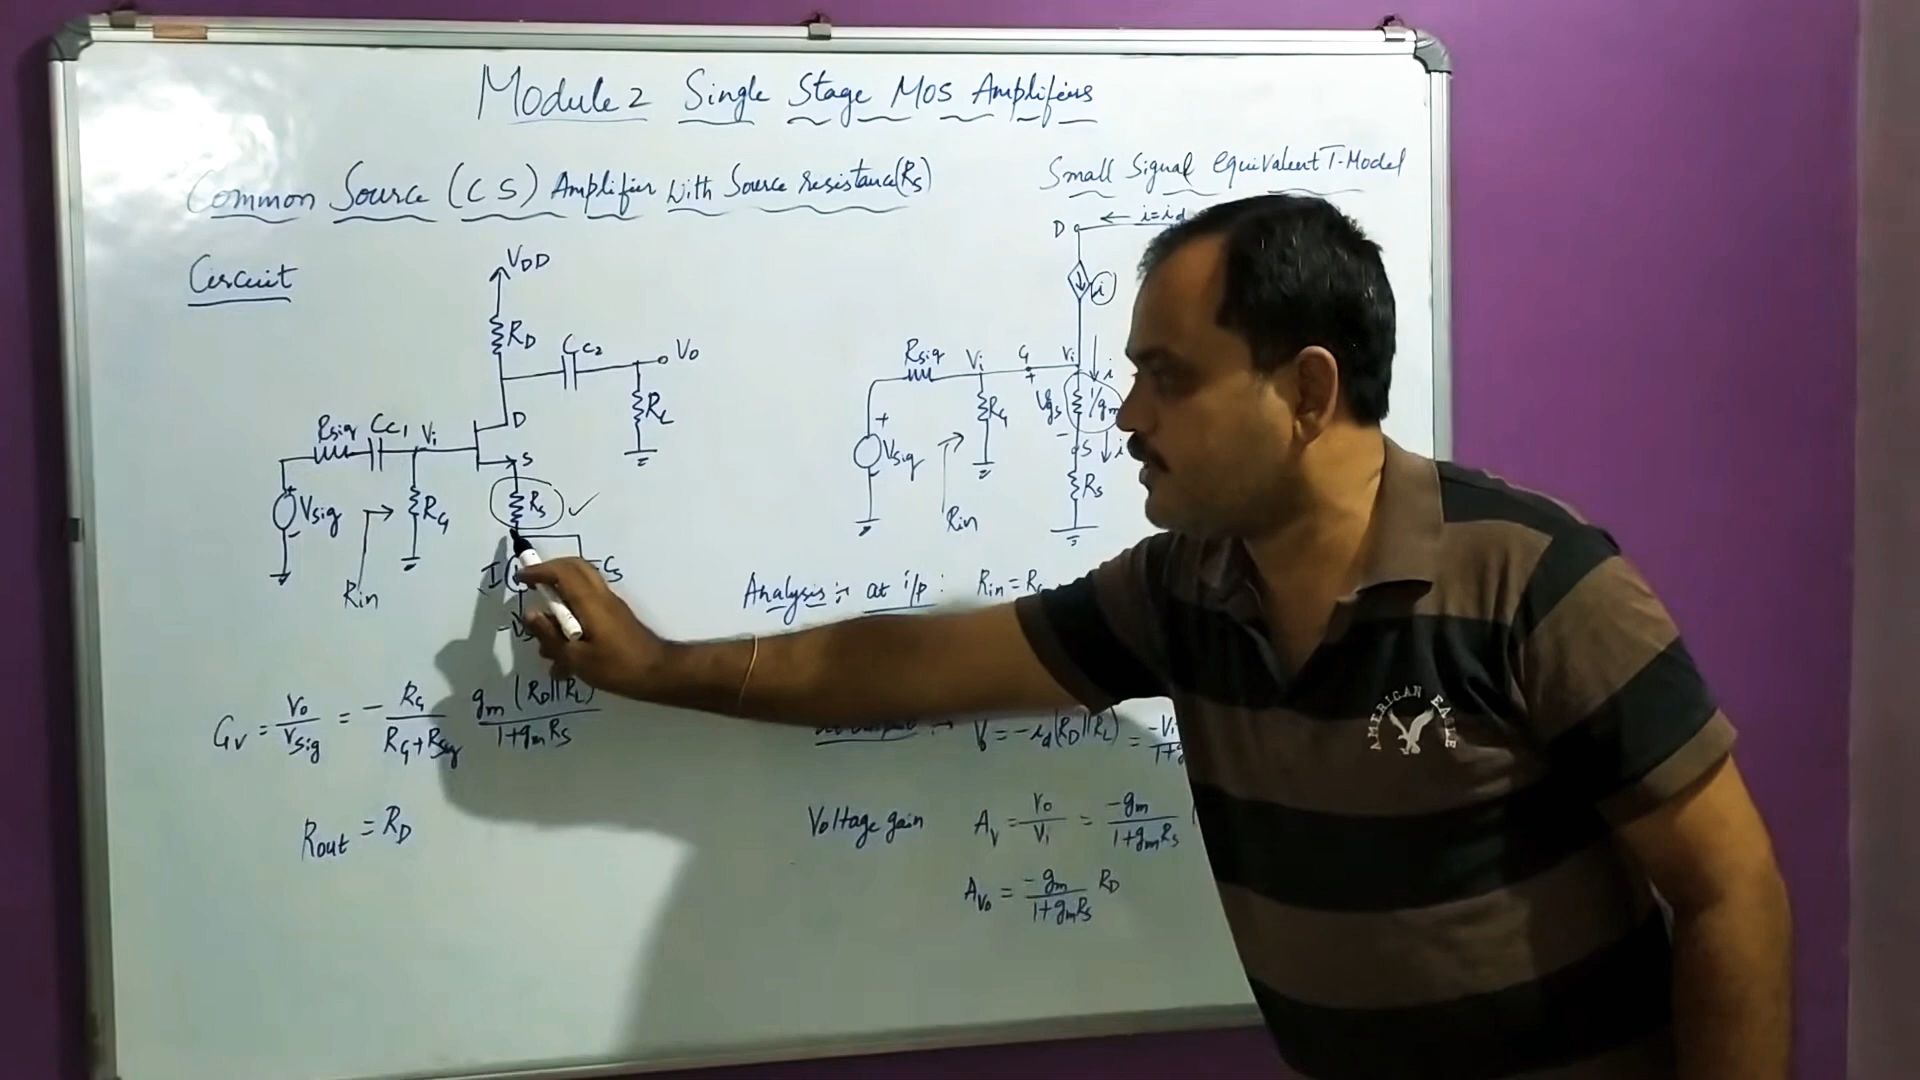 Module 2 Single Stage MOS Amplifiers
Common Source (CS) Amplifier With Source resistance (Rs)
Small Signal equivalent T-Model
Circuit
VDD
RD
Cc2
Vo
RL
D
S
Rsig
Cc1
Vi
Vsig
RG
Rs
Rin
I
Cs
D
← i = id
i
Rsig
Vi
G
Vi
+
Vgs
1/gm
i
-
S
i
+
Vsig
RG
Rs
Rin
Analysis :- at i/p : Rin = RG
Gv = Vo/Vsig = - RG/(RG+Rsig) gm (RD||RL)/(1+gmRs)
Rout = RD
at output :- V = -id (RD||RL) = -Vi
Voltage gain Av = Vo/Vi = -gm/(1+gmRs)
Avo = -gm/(1+gmRs) RD
AMERICAN EAGLE